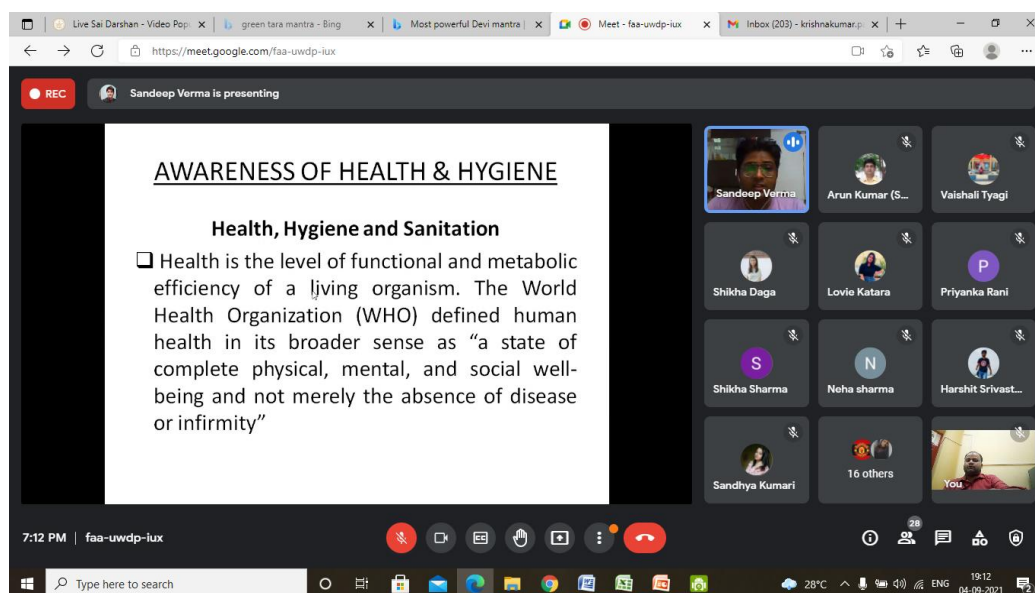 Live Sai Darshan - Video Pop
green tara mantra - Bing
Most powerful Devi mantra
Meet - faa-uwdp-iux
Inbox (203) - krishnakumar.p
https://meet.google.com/faa-uwdp-iux
REC
Sandeep Verma is presenting
AWARENESS OF HEALTH & HYGIENE
Health, Hygiene and Sanitation
Health is the level of functional and metabolic
efficiency of a living organism. The World
Health Organization (WHO) defined human
health in its broader sense as “a state of
complete physical, mental, and social well-
being and not merely the absence of disease
or infirmity”
Sandeep Verma
Arun Kumar (S...
Vaishali Tyagi
Shikha Daga
Lovie Katara
P
Priyanka Rani
S
Shikha Sharma
N
Neha sharma
Harshit Srivast...
Sandhya Kumari
16 others
You
7:12 PM | faa-uwdp-iux
CC
28
Type here to search
28°C
ENG
19:12
04-09-2021